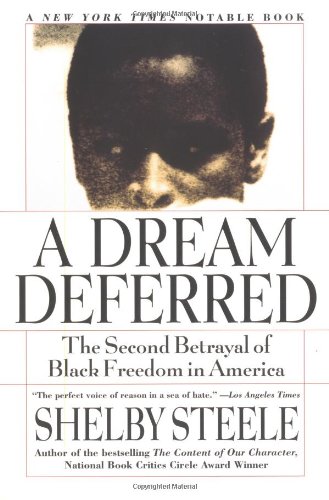 A NEW YORK TIMES NOTABLE BOOK
A DREAM
DEFERRED
The Second Betrayal of
Black Freedom in America
"The perfect voice of reason in a sea of hate." —Los Angeles Times
SHELBY STEELE
Author of the bestselling The Content of Our Character,
National Book Critics Circle Award Winner